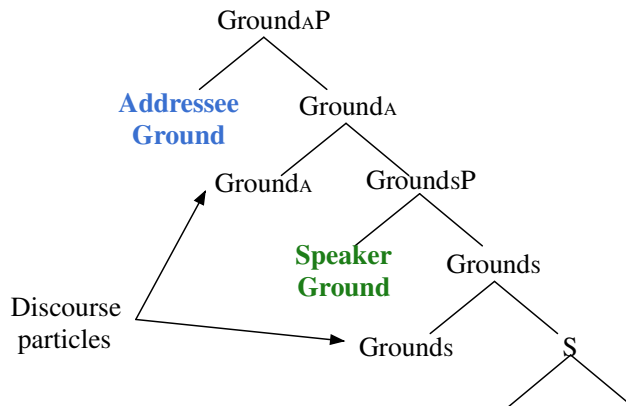 GroundAP
Addressee
Ground
GroundA
GroundA
GroundsP
Speaker
Ground
Grounds
Discourse
particles
Grounds
S